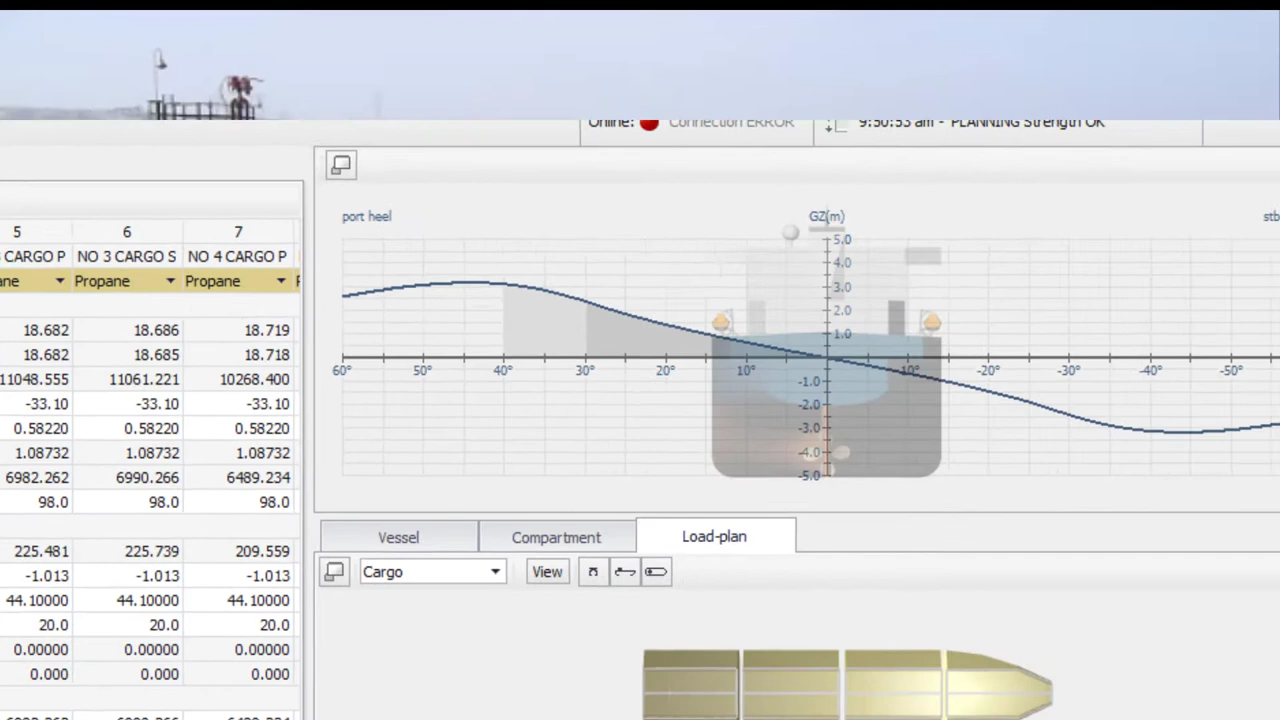 Online: Connection ERROR 9:50:53 am - PLANNING Strength OK
port heel GZ(m) stb
5 6 7
CARGO P NO 3 CARGO S NO 4 CARGO P
ane Propane Propane
18.682 18.686 18.719
18.682 18.685 18.718
11048.555 11061.221 10268.400
-33.10 -33.10 -33.10
0.58220 0.58220 0.58220
1.08732 1.08732 1.08732
6982.262 6990.266 6489.234
98.0 98.0 98.0
225.481 225.739 209.559
-1.013 -1.013 -1.013
44.10000 44.10000 44.10000
20.0 20.0 20.0
0.00000 0.00000 0.00000
0.000 0.000 0.000
5.0
4.0
3.0
2.0
1.0
60° 50° 40° 30° 20° 10° -10° -20° -30° -40° -50°
-1.0
-2.0
-3.0
-4.0
-5.0
Vessel Compartment Load-plan
Cargo View